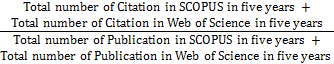 Total number of Citation in SCOPUS in five years +
Total number of Citation in Web of Science in five years
Total number of Publication in SCOPUS in five years +
Total number of Publication in Web of Science in five years